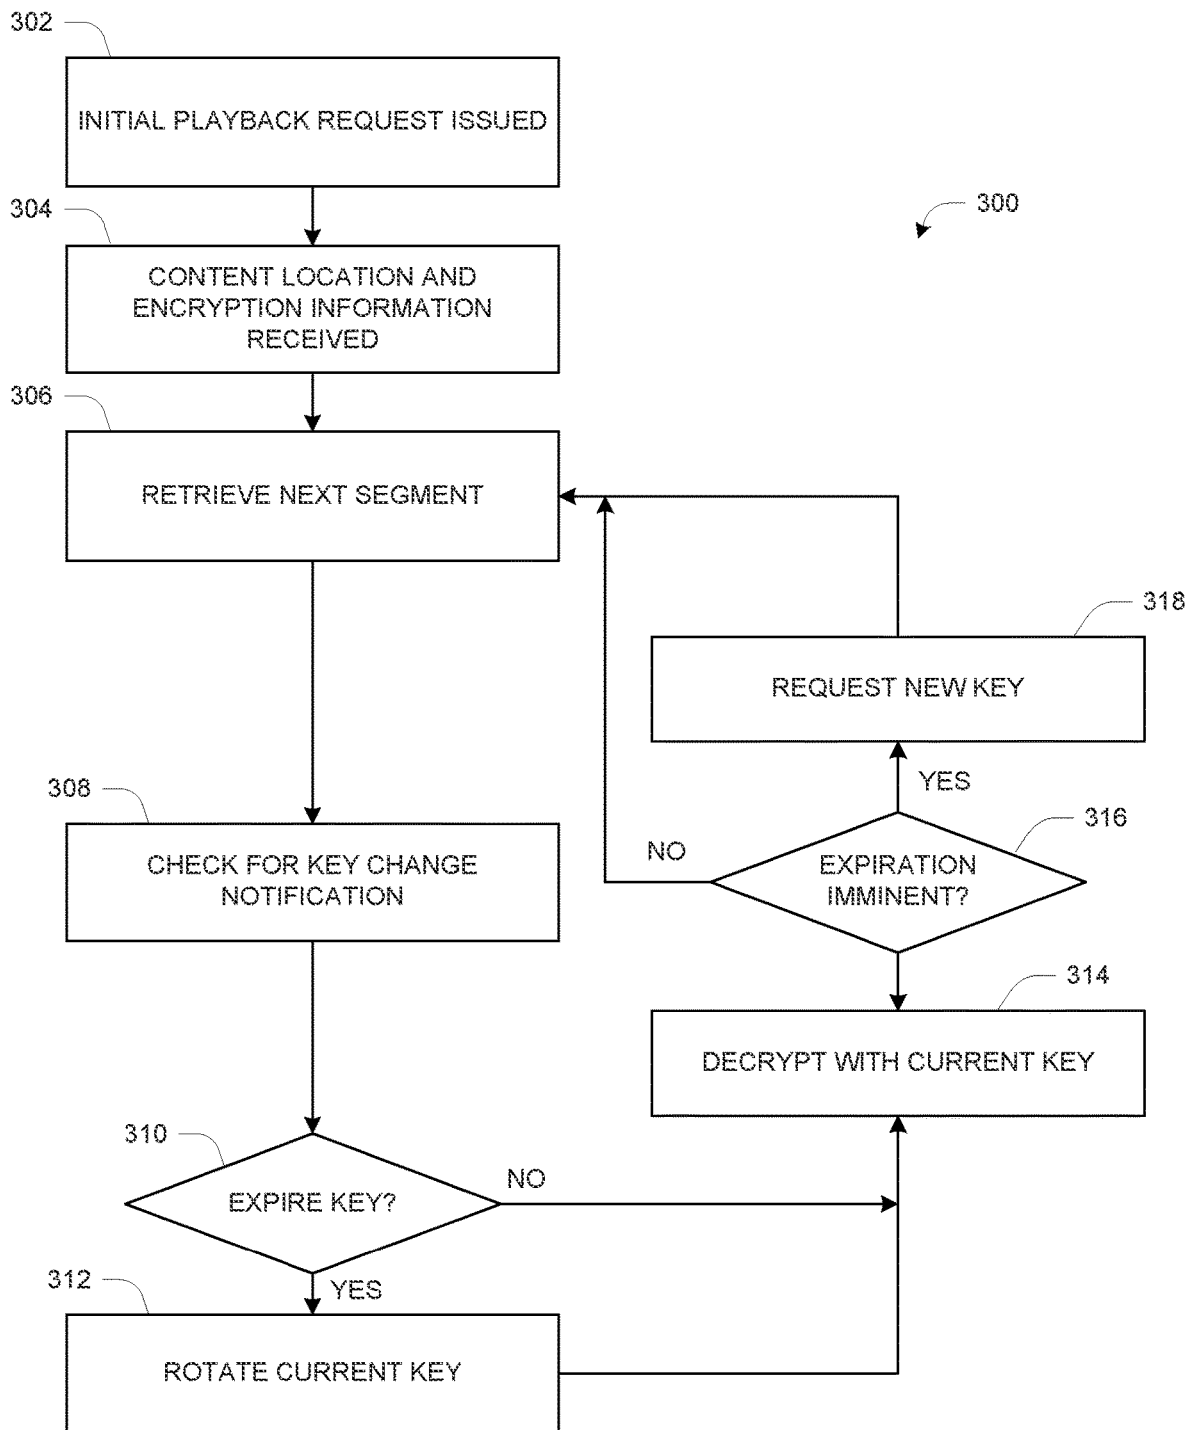 302
INITIAL PLAYBACK REQUEST ISSUED
304
300
CONTENT LOCATION AND
ENCRYPTION INFORMATION
RECEIVED
306
RETRIEVE NEXT SEGMENT
318
REQUEST NEW KEY
308
YES
316
CHECK FOR KEY CHANGE
NOTIFICATION
NO
EXPIRATION
IMMINENT?
314
DECRYPT WITH CURRENT KEY
310
NO
EXPIRE KEY?
312
YES
ROTATE CURRENT KEY